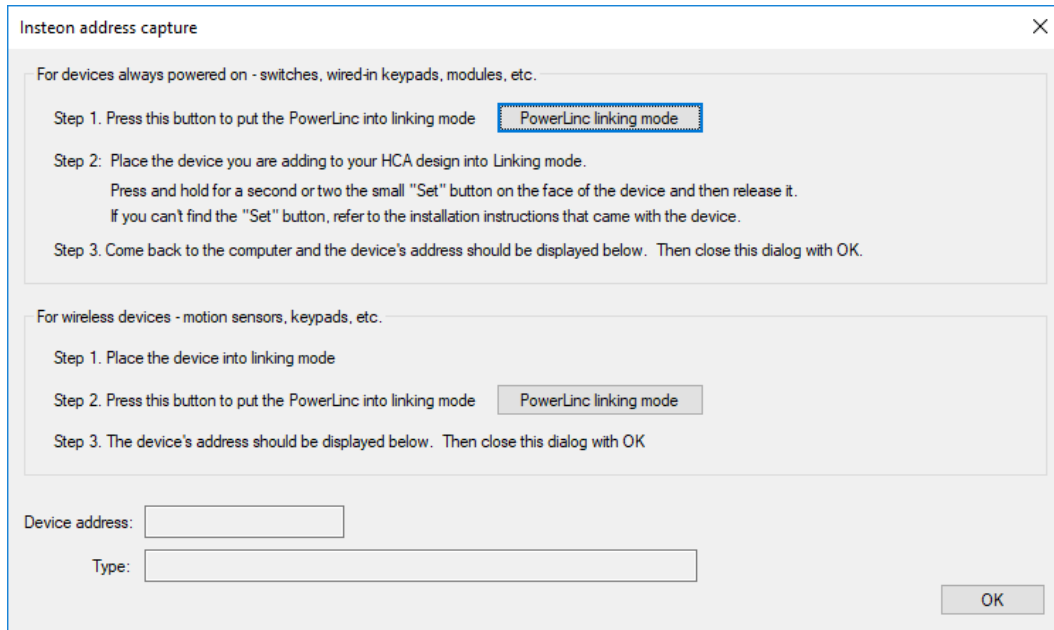 Insteon address capture
For devices always powered on - switches, wired-in keypads, modules, etc.
Step 1. Press this button to put the PowerLinc into linking mode PowerLinc linking mode
Step 2: Place the device you are adding to your HCA design into Linking mode.
Press and hold for a second or two the small "Set" button on the face of the device and then release it.
If you can't find the "Set" button, refer to the installation instructions that came with the device.
Step 3. Come back to the computer and the device's address should be displayed below. Then close this dialog with OK.
For wireless devices - motion sensors, keypads, etc.
Step 1. Place the device into linking mode
Step 2. Press this button to put the PowerLinc into linking mode PowerLinc linking mode
Step 3. The device's address should be displayed below. Then close this dialog with OK
Device address:
Type:
OK